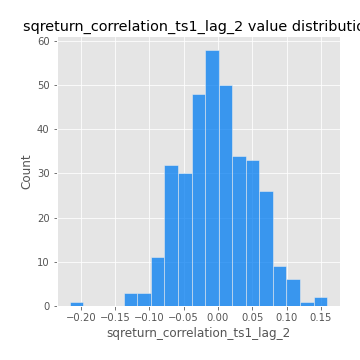 sqreturn_correlation_ts1_lag_2 value distributio
60
50
40
30
20
10
0
Count
−0.20 −0.15 −0.10 −0.05 0.00 0.05 0.10 0.15
sqreturn_correlation_ts1_lag_2